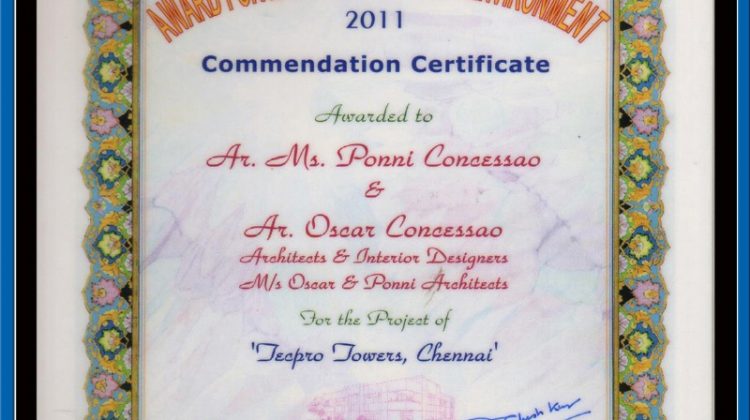 AWARD
2011
Commendation Certificate
Awarded to
Ar. Ms. Ponni Concessao
&
Ar. Oscar Concessao
Architects & Interior Designers
M/s Oscar & Ponni Architects
For the Project of
'Tecpro Towers, Chennai'